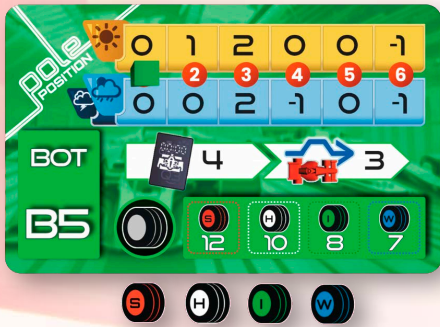 pole POSITION
0 1 2 0 0 -1
2 3 4 5 6
0 0 2 -1 0 -1
BOT 4 3
B5 S H I W
12 10 8 7
S H I W